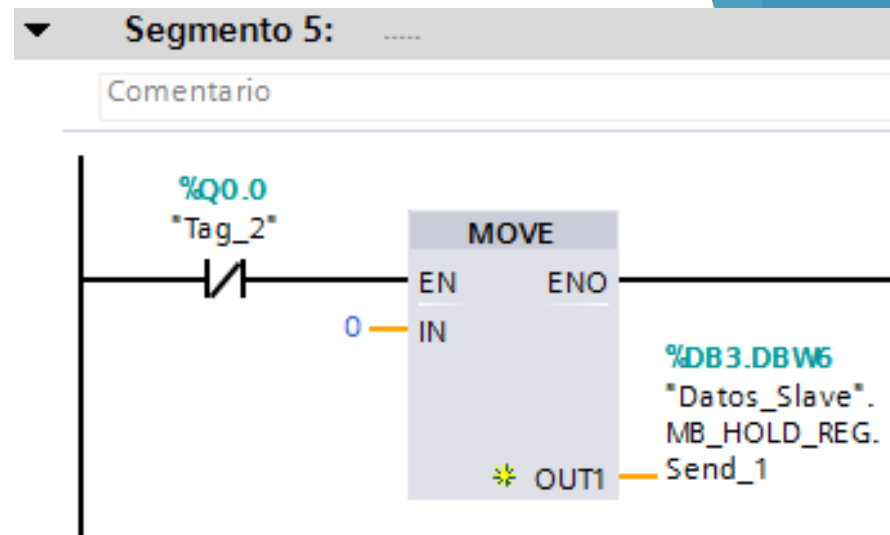 Segmento 5: .....
Comentario
%Q0.0
"Tag_2"
MOVE
EN ENO
0 IN
%DB3.DBW6
"Datos_Slave".
MB_HOLD_REG.
Send_1
OUT1